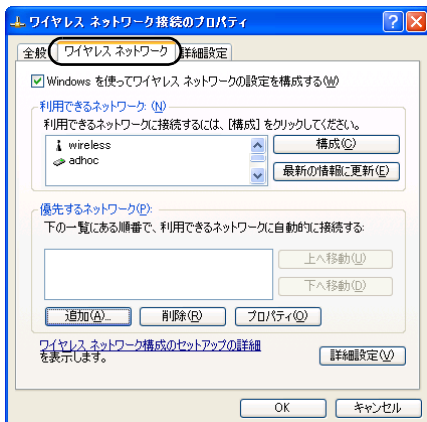 ワイヤレス ネットワーク接続のプロパティ
全般 ワイヤレス ネットワーク 詳細設定
Windows を使ってワイヤレス ネットワークの設定を構成する(W)
利用できるネットワーク: (N)
利用できるネットワークに接続するには、[構成] をクリックしてください。
wireless
adhoc
構成(C)
最新の情報に更新(E)
優先するネットワーク(P):
下の一覧にある順番で、利用できるネットワークに自動的に接続する:
上へ移動(U)
下へ移動(D)
追加(A)... 削除(R) プロパティ(O)
ワイヤレス ネットワーク構成のセットアップの詳細
を表示します。
詳細設定(V)
OK キャンセル